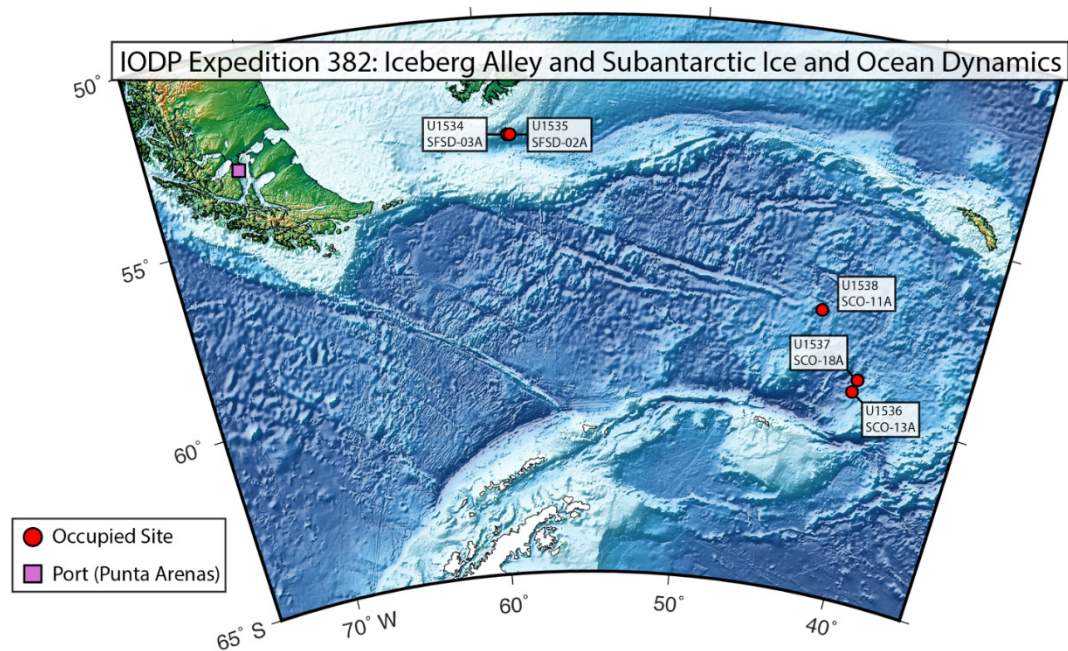 IODP Expedition 382: Iceberg Alley and Subantarctic Ice and Ocean Dynamics
50°
U1534
SFSD-03A
U1535
SFSD-02A
55°
U1538
SCO-11A
U1537
SCO-18A
U1536
SCO-13A
60°
Occupied Site
Port (Punta Arenas)
65° S
70° W
60°
50°
40°